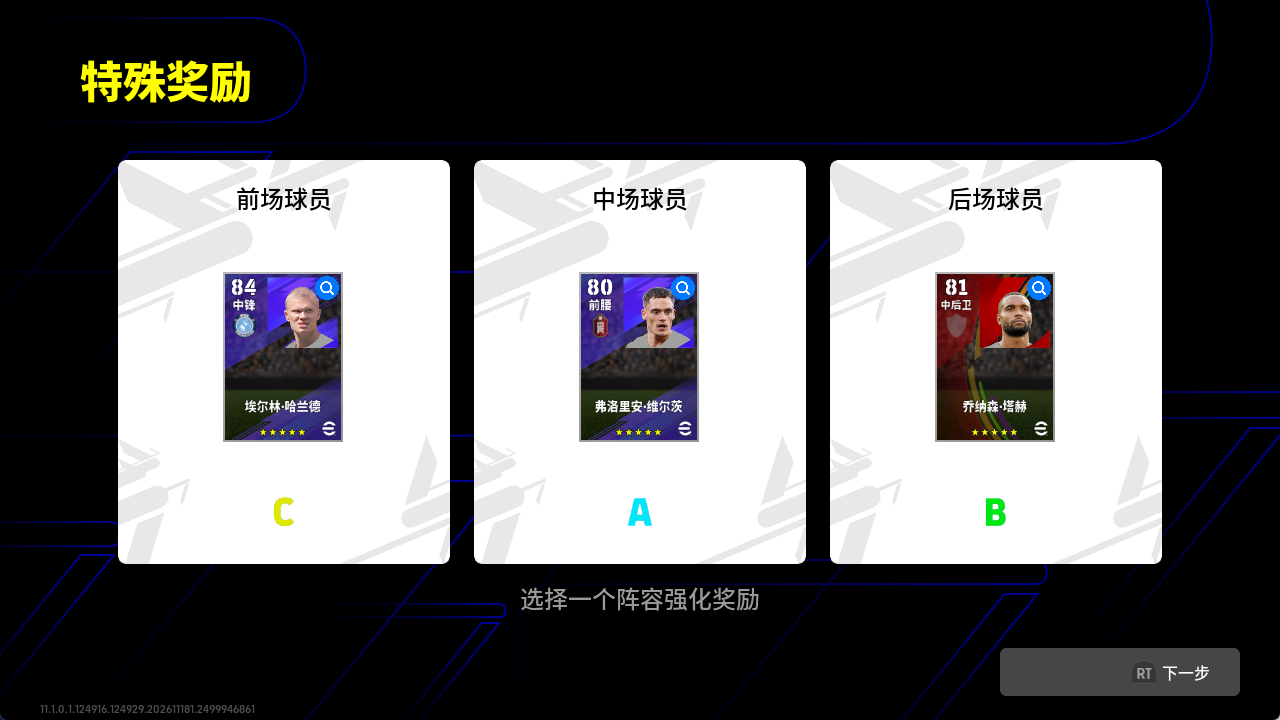 特殊奖励
前场球员
84
中锋
埃尔林·哈兰德
C
中场球员
80
前腰
弗洛里安·维尔茨
A
后场球员
81
中后卫
乔纳森·塔赫
B
选择一个阵容强化奖励
RT 下一步
11.1.0.1.124916.124929.202611181.2499946861